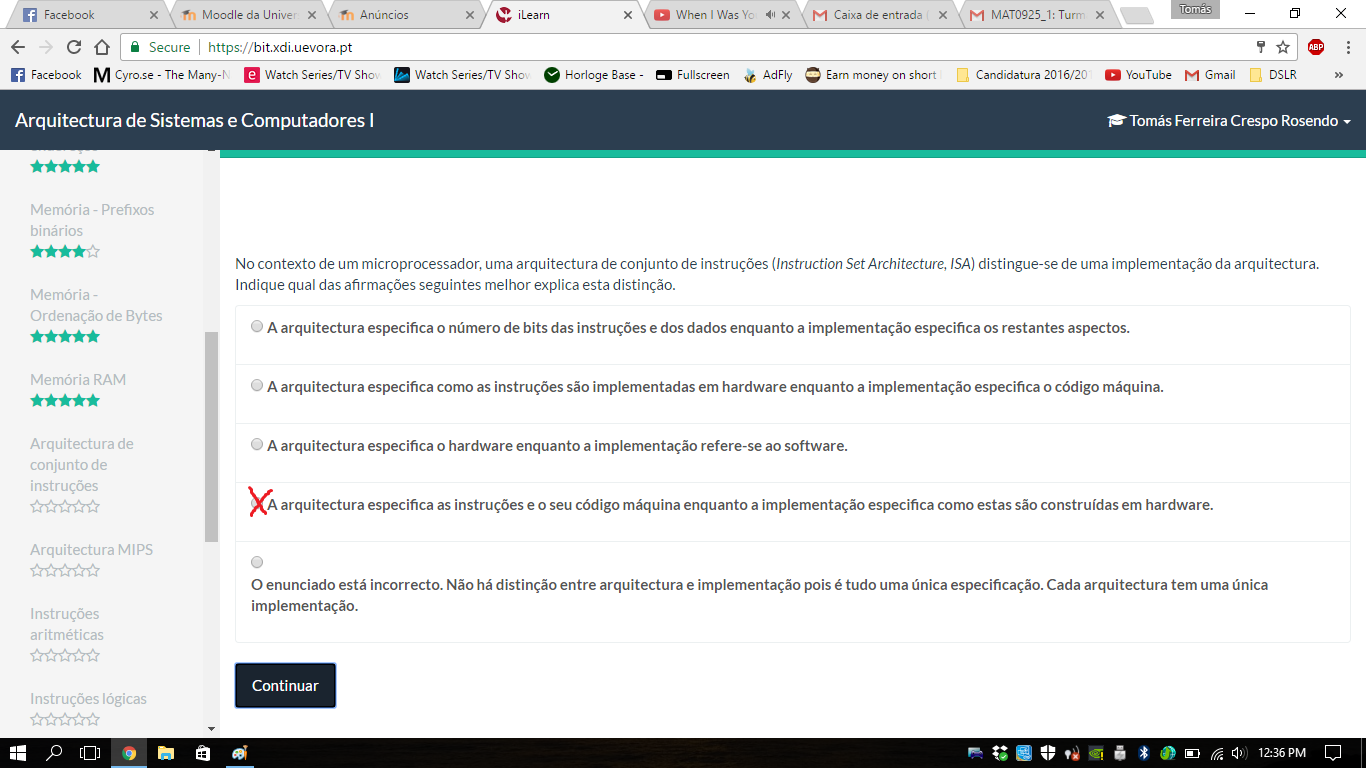 Facebook
Moodle da Univer
Anúncios
iLearn
When I Was Yo
Caixa de entrada (
MAT0925_1: Turm
Tomás
Secure
https://bit.xdi.uevora.pt
ABP
Facebook
Cyro.se - The Many-N
Watch Series/TV Show
Watch Series/TV Show
Horloge Base -
Fullscreen
AdFly
Earn money on short l
Candidatura 2016/20
YouTube
Gmail
DSLR
»
Arquitectura de Sistemas e Computadores I
Tomás Ferreira Crespo Rosendo
Memória - Prefixos
binários
Memória -
Ordenação de Bytes
Memória RAM
Arquitectura de
conjunto de
instruções
Arquitectura MIPS
Instruções
aritméticas
Instruções lógicas
No contexto de um microprocessador, uma arquitectura de conjunto de instruções (Instruction Set Architecture, ISA) distingue-se de uma implementação da arquitectura.
Indique qual das afirmações seguintes melhor explica esta distinção.
A arquitectura especifica o número de bits das instruções e dos dados enquanto a implementação especifica os restantes aspectos.
A arquitectura especifica como as instruções são implementadas em hardware enquanto a implementação especifica o código máquina.
A arquitectura especifica o hardware enquanto a implementação refere-se ao software.
A arquitectura especifica as instruções e o seu código máquina enquanto a implementação especifica como estas são construídas em hardware.
O enunciado está incorrecto. Não há distinção entre arquitectura e implementação pois é tudo uma única especificação. Cada arquitectura tem uma única
implementação.
Continuar
12:36 PM